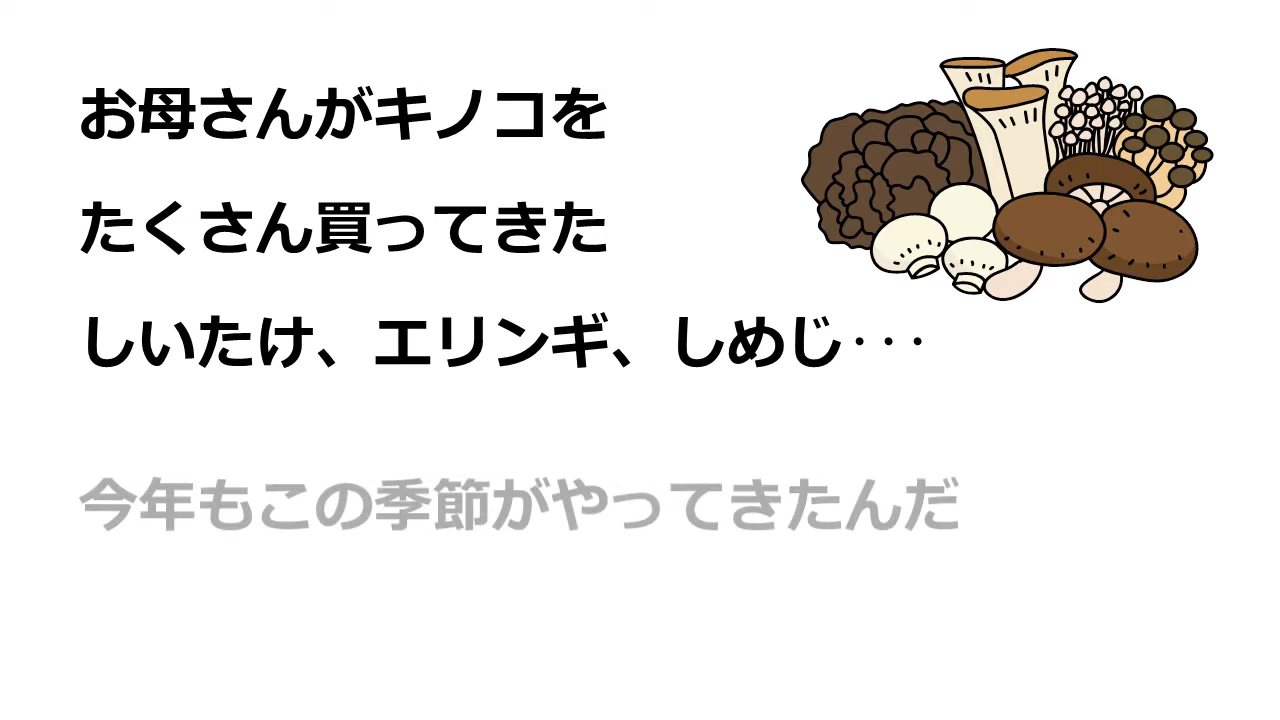 お母さんがキノコを
たくさん買ってきた
しいたけ、エリンギ、しめじ･･･
今年もこの季節がやってきたんだ